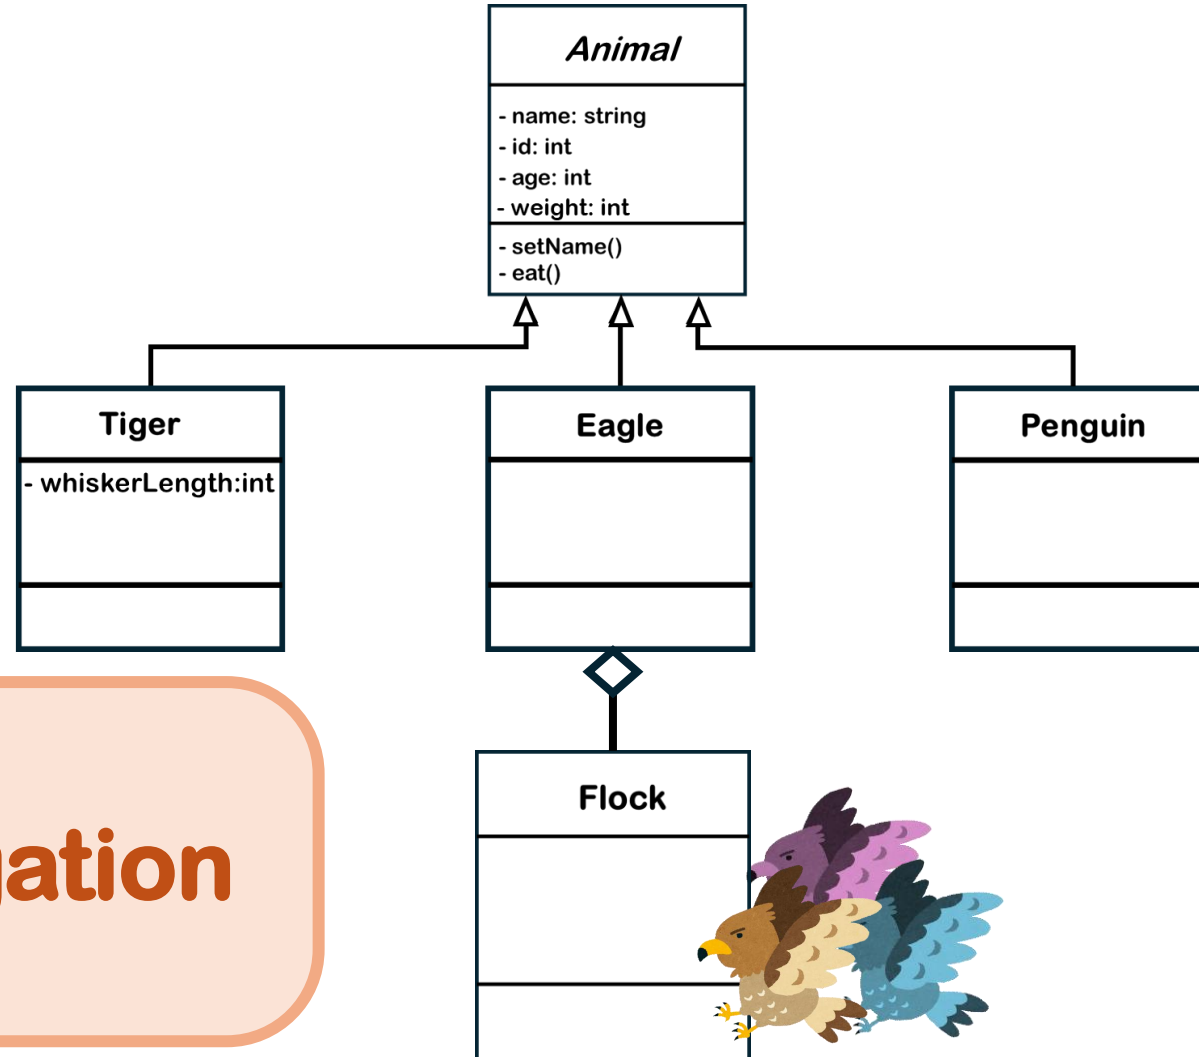 Animal
- name: string
- id: int
- age: int
- weight: int
- setName()
- eat()
Tiger
- whiskerLength:int
Eagle
Penguin
Flock
gation